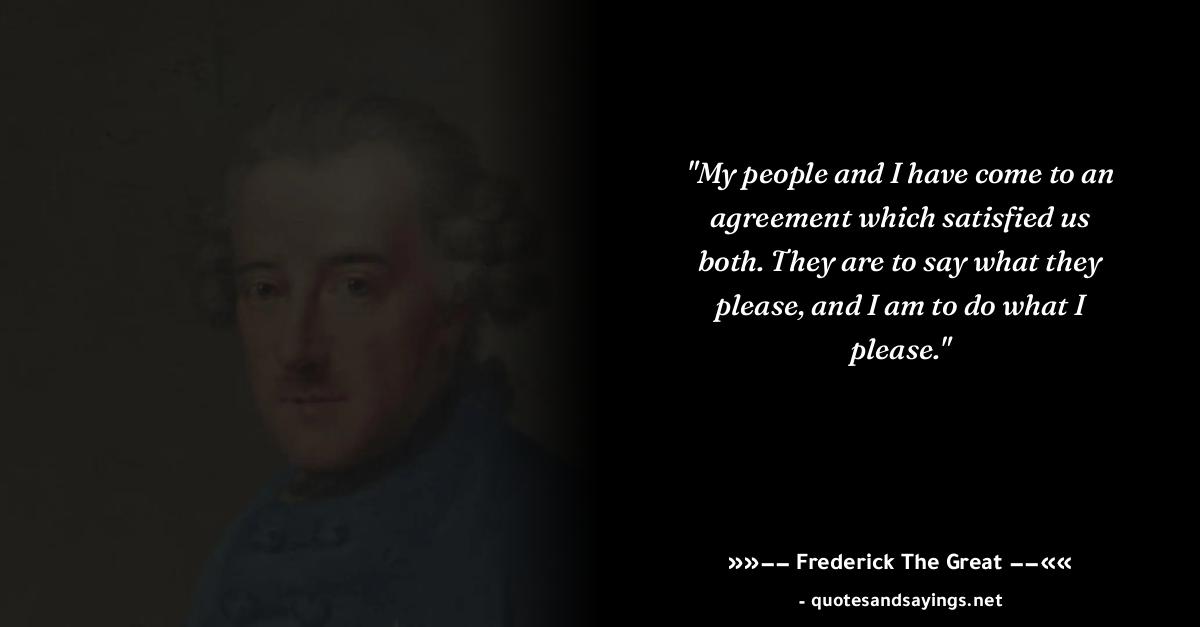 "My people and I have come to an
agreement which satisfied us
both. They are to say what they
please, and I am to do what I
please."
»»−− Frederick The Great −−««
- quotesandsayings.net